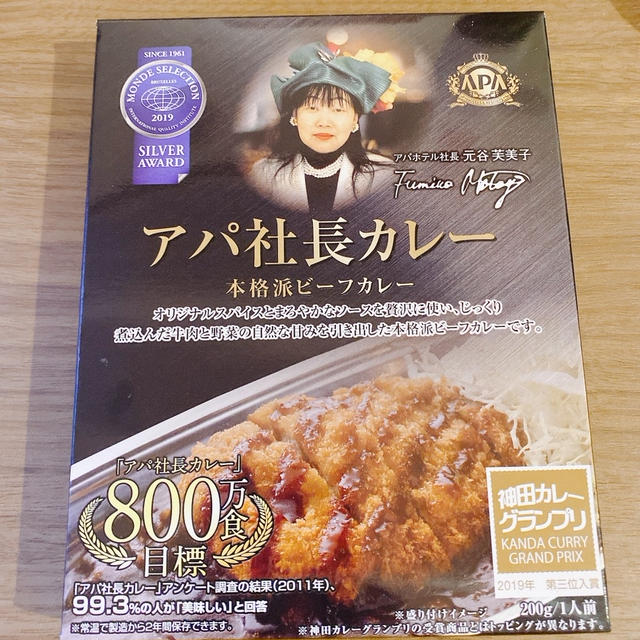 SINCE 1961
MONDE SELECTION
BRUXELLES
2019
INTERNATIONAL QUALITY INSTITUTE
SILVER
AWARD
APA
アパホテル社長 元谷 芙美子
Fumiko Motoya
アパ社長カレー
本格派ビーフカレー
オリジナルスパイスとまろやかなソースを贅沢に使い、じっくり
煮込んだ牛肉と野菜の自然な甘みを引き出した本格派ビーフカレーです。
「アパ社長カレー」
800万食
目標
「アパ社長カレー」アンケート調査の結果(2011年)、
99.3%の人が「美味しい」と回答
※常温で製造から2年間保存できます。
神田カレー
グランプリ
KANDA CURRY
GRAND PRIX
2019年 第三位入賞
※盛り付けイメージ 200g/1人前
※神田カレーグランプリの受賞商品とはトッピングが異なります。